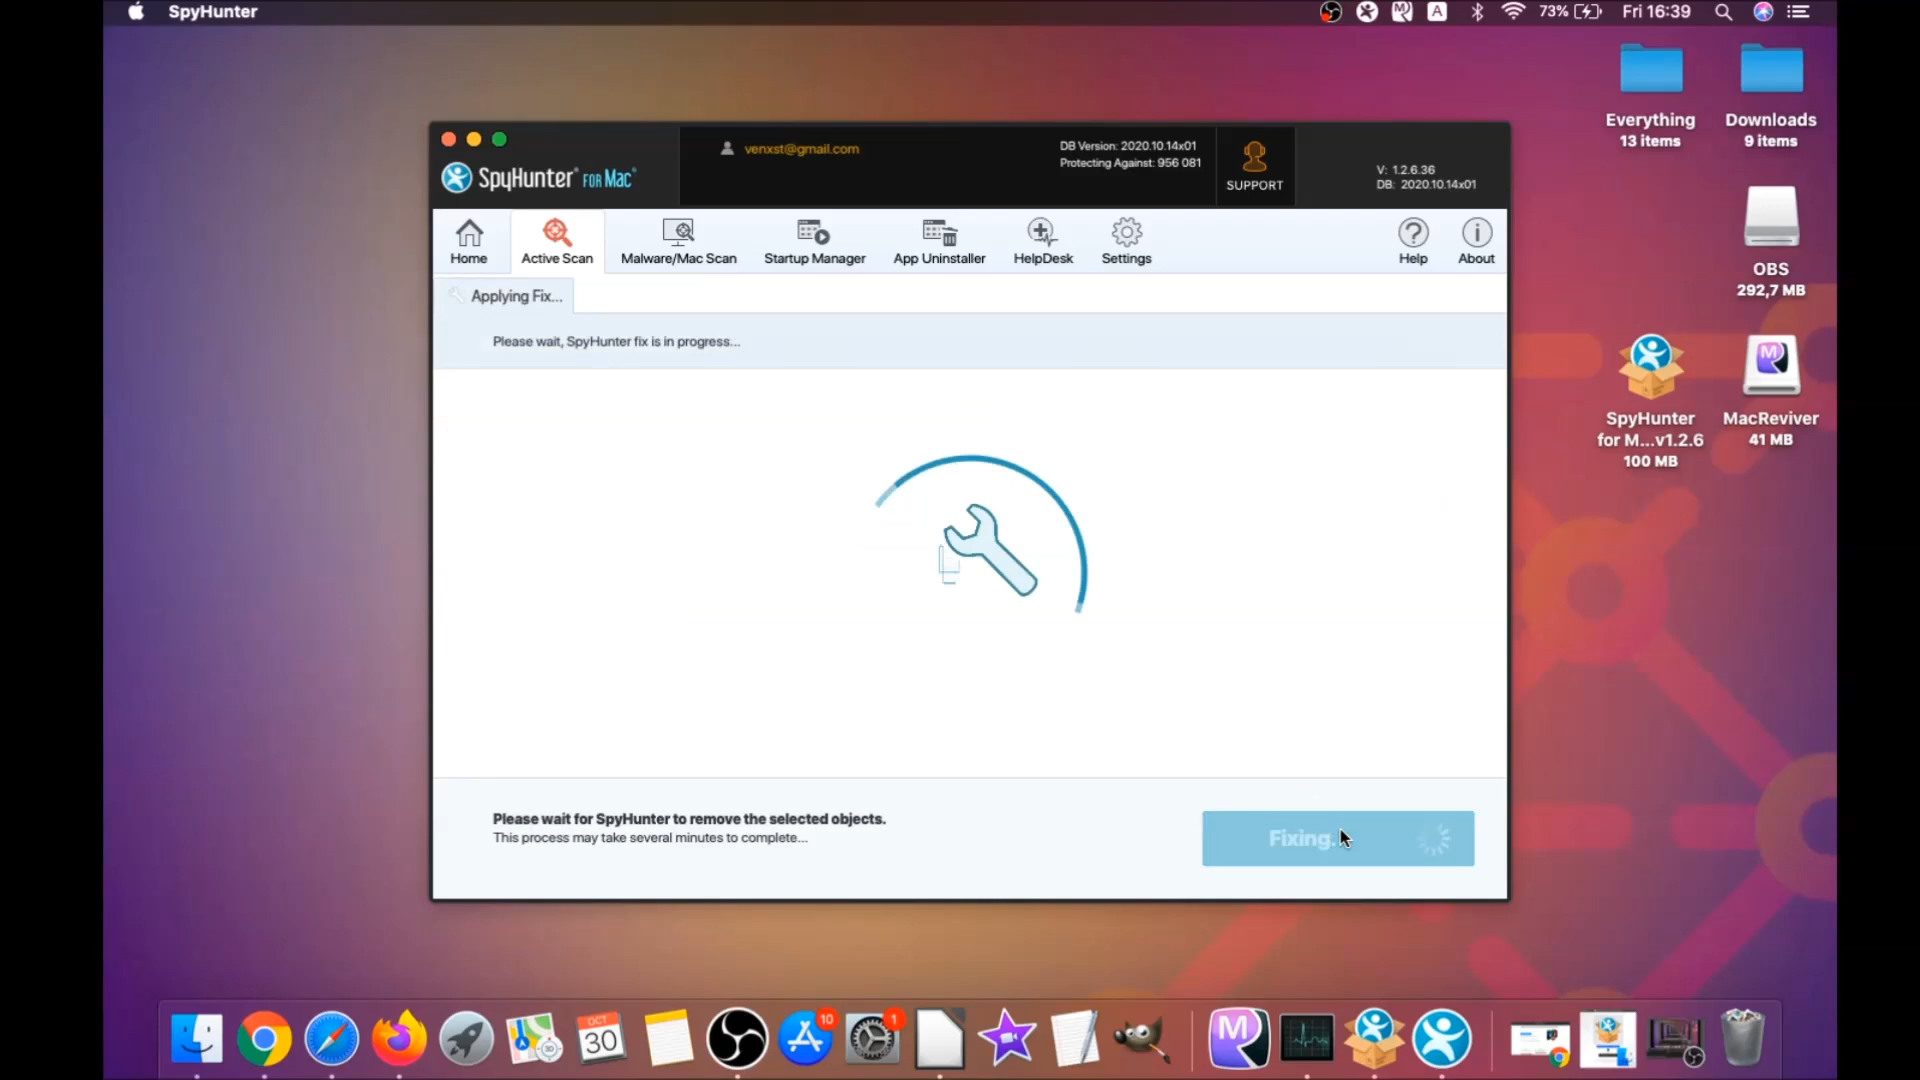 SpyHunter
A
73%
Fri 16:39
Everything
13 items
Downloads
9 items
OBS
292,7 MB
SpyHunter
for M...v1.2.6
100 MB
MacReviver
41 MB
SpyHunter® FOR Mac®
venxst@gmail.com
DB Version: 2020.10.14x01
Protecting Against: 956 081
SUPPORT
V: 1.2.6.36
DB: 2020.10.14x01
Home
Active Scan
Malware/Mac Scan
Startup Manager
App Uninstaller
HelpDesk
Settings
Help
About
Applying Fix...
Please wait, SpyHunter fix is in progress...
Please wait for SpyHunter to remove the selected objects.
This process may take several minutes to complete...
Fixing.
OCT
30
10
1
M